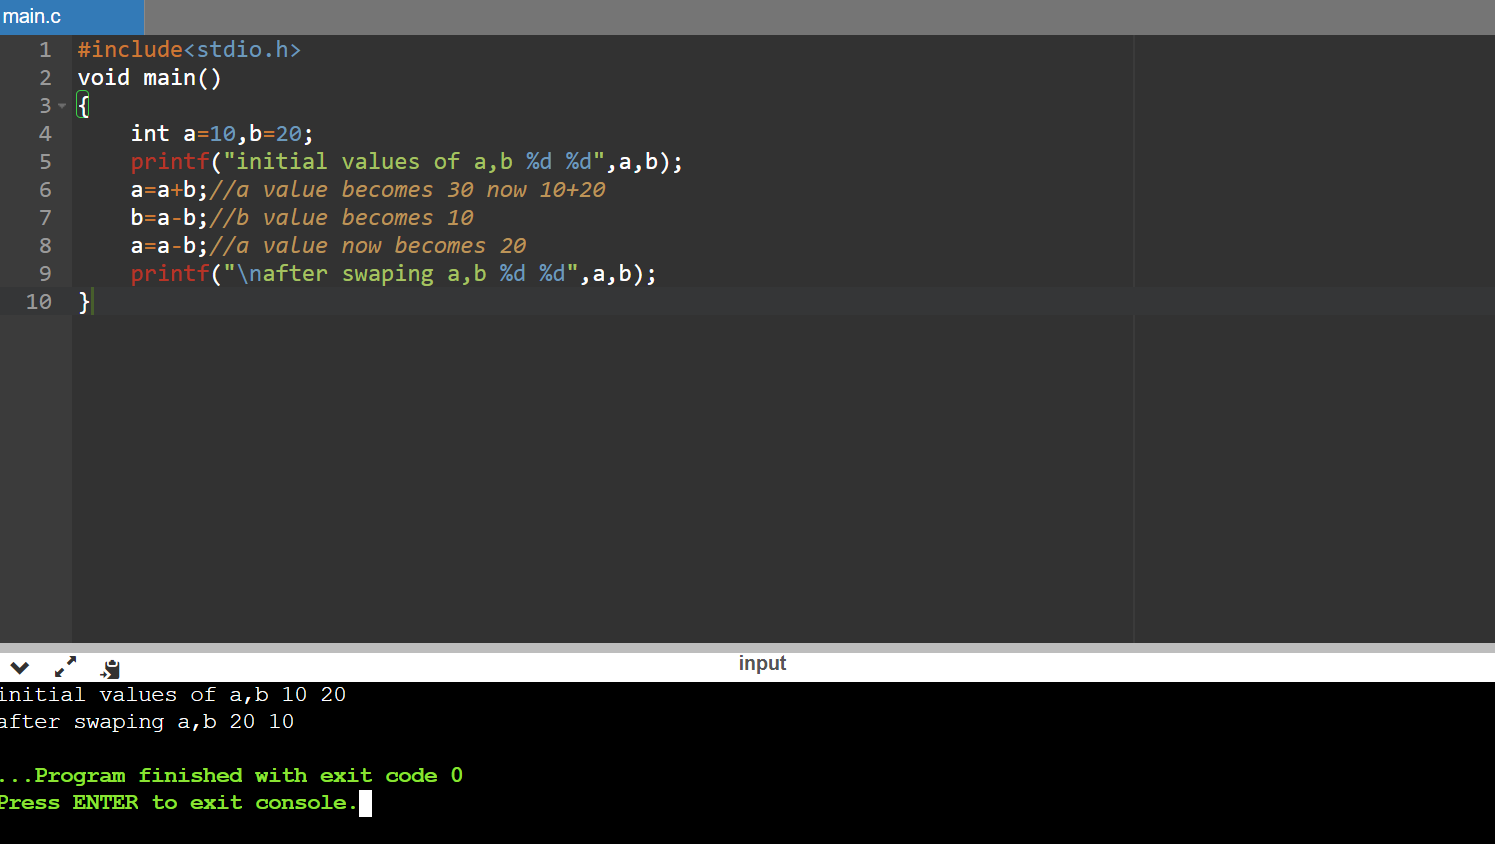 main.c
1 #include<stdio.h>
2 void main()
3 {
4 int a=10,b=20;
5 printf("initial values of a,b %d %d",a,b);
6 a=a+b;//a value becomes 30 now 10+20
7 b=a-b;//b value becomes 10
8 a=a-b;//a value now becomes 20
9 printf("\nafter swaping a,b %d %d",a,b);
10 }
input
initial values of a,b 10 20
after swaping a,b 20 10
...Program finished with exit code 0
Press ENTER to exit console.